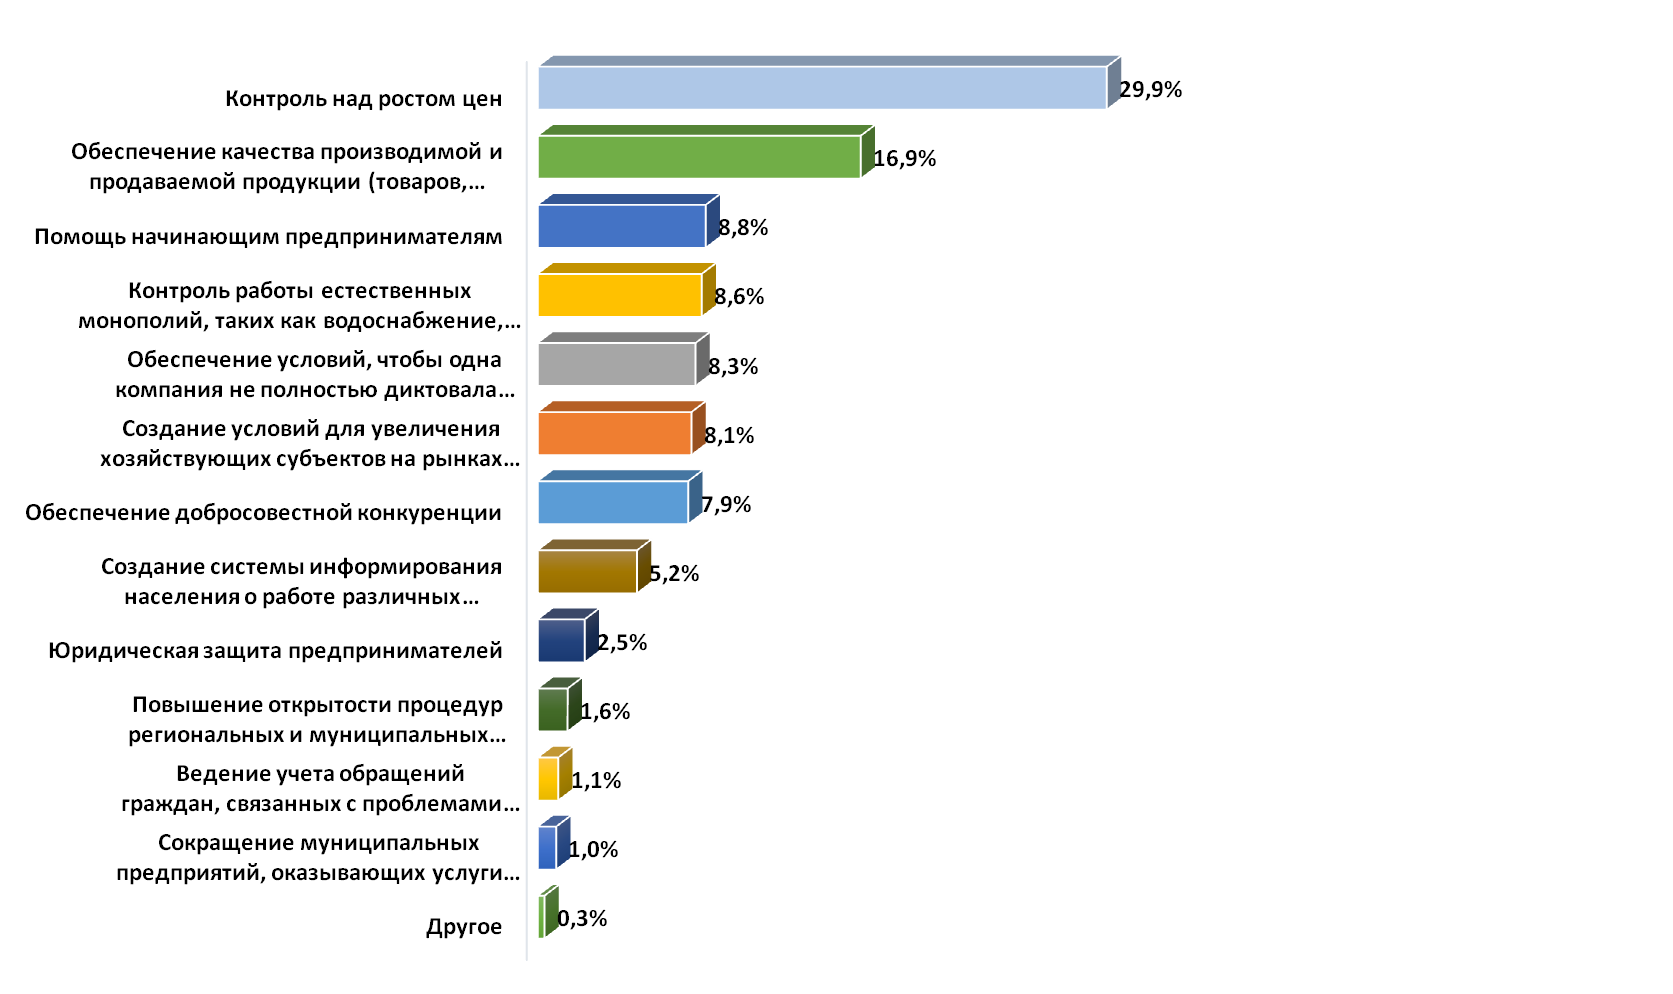 Контроль над ростом цен
29,9%
Обеспечение качества производимой и
продаваемой продукции (товаров,...
16,9%
Помощь начинающим предпринимателям
8,8%
Контроль работы естественных
монополий, таких как водоснабжение,...
8,6%
Обеспечение условий, чтобы одна
компания не полностью диктовала...
8,3%
Создание условий для увеличения
хозяйствующих субъектов на рынках...
8,1%
Обеспечение добросовестной конкуренции
7,9%
Создание системы информирования
населения о работе различных...
5,2%
Юридическая защита предпринимателей
2,5%
Повышение открытости процедур
региональных и муниципальных...
1,6%
Ведение учета обращений
граждан, связанных с проблемами...
1,1%
Сокращение муниципальных
предприятий, оказывающих услуги...
1,0%
Другое
0,3%